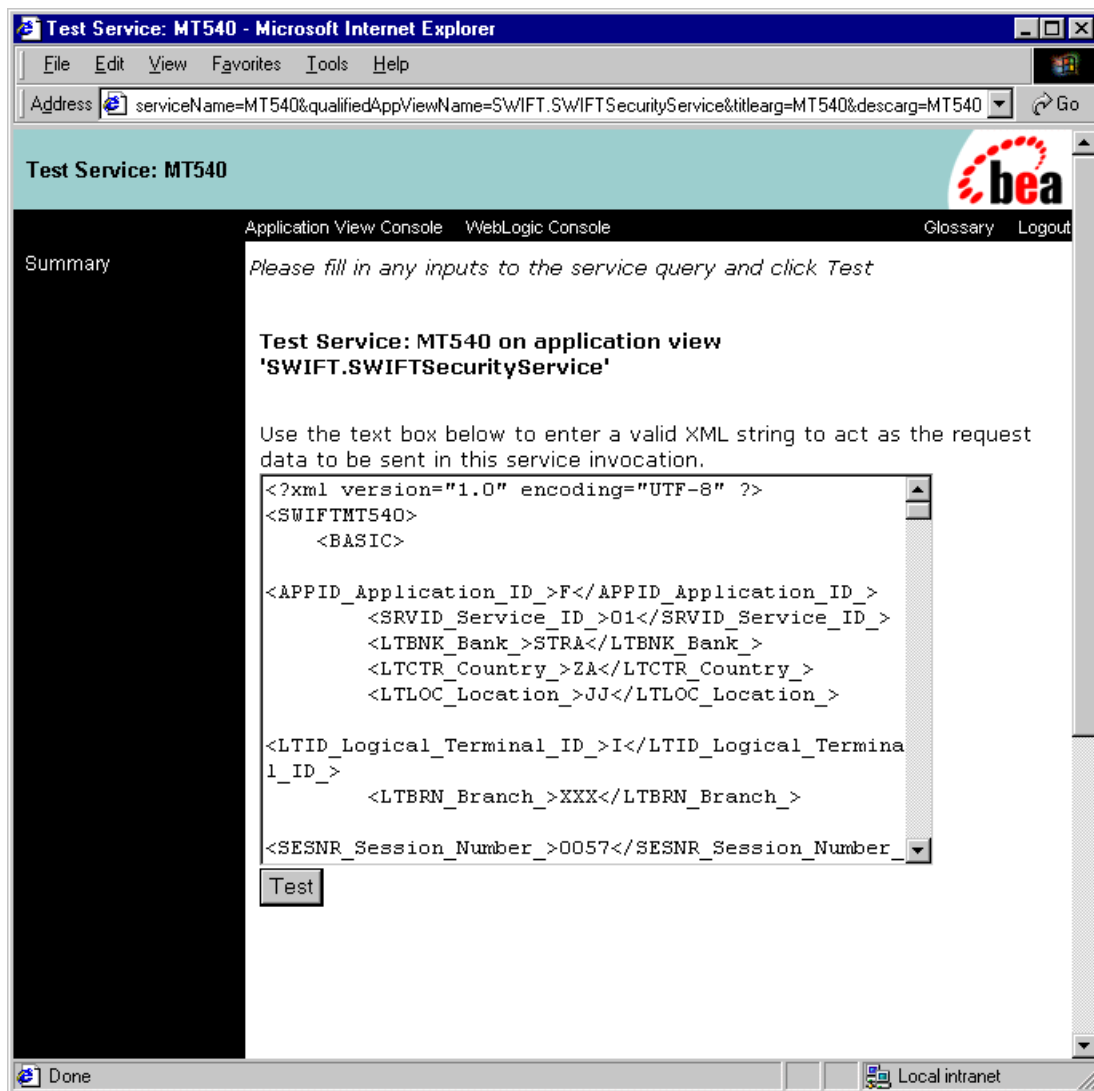 Test Service: MT540 - Microsoft Internet Explorer
File Edit View Favorites Tools Help
Address serviceName=MT540&qualifiedAppViewName=SWIFT.SWIFTSecurityService&titlearg=MT540&descarg=MT540 Go
Test Service: MT540
bea
Application View Console WebLogic Console Glossary Logout
Summary
Please fill in any inputs to the service query and click Test
Test Service: MT540 on application view
'SWIFT.SWIFTSecurityService'
Use the text box below to enter a valid XML string to act as the request
data to be sent in this service invocation.
<?xml version="1.0" encoding="UTF-8" ?>
<SWIFTMT540>
<BASIC>
<APPID_Application_ID_>F</APPID_Application_ID_>
<SRVID_Service_ID_>01</SRVID_Service_ID_>
<LTBNK_Bank_>STRA</LTBNK_Bank_>
<LTCTR_Country_>ZA</LTCTR_Country_>
<LTLOC_Location_>JJ</LTLOC_Location_>
<LTID_Logical_Terminal_ID_>I</LTID_Logical_Termina
l_ID_>
<LTBRN_Branch_>XXX</LTBRN_Branch_>
<SESNR_Session_Number_>0057</SESNR_Session_Number_
Test
Done Local intranet